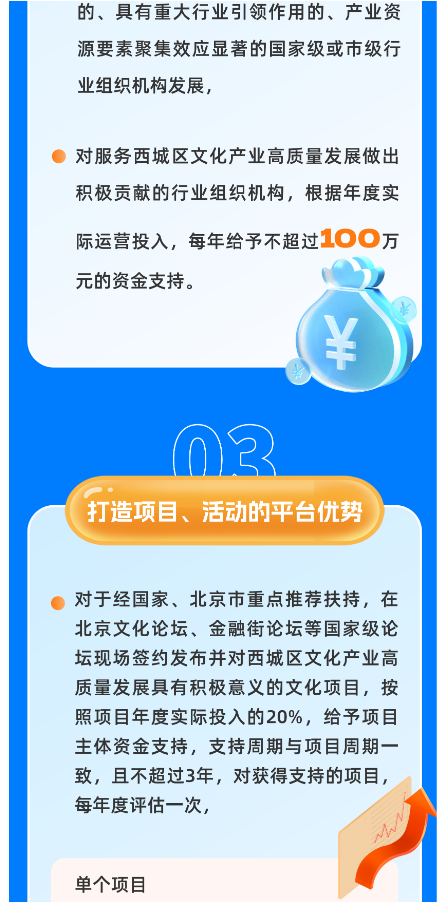 的、具有重大行业引领作用的、产业资
源要素聚集效应显著的国家级或市级行
业组织机构发展，
对服务西城区文化产业高质量发展做出
积极贡献的行业组织机构，根据年度实
际运营投入，每年给予不超过100万
元的资金支持。
¥
03
打造项目、活动的平台优势
对于经国家、北京市重点推荐扶持，在
北京文化论坛、金融街论坛等国家级论
坛现场签约发布并对西城区文化产业高
质量发展具有积极意义的文化项目，按
照项目年度实际投入的20%，给予项目
主体资金支持，支持周期与项目周期一
致，且不超过3年，对获得支持的项目，
每年度评估一次，
单个项目